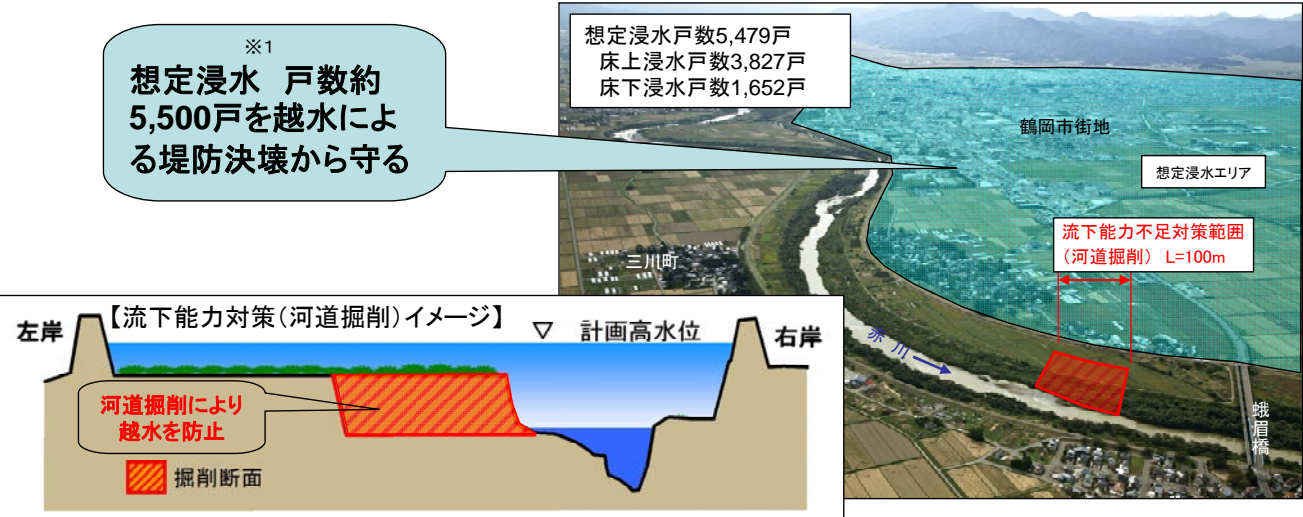 ※1
想定浸水 戸数約
5,500戸を越水によ
る堤防決壊から守る
想定浸水戸数5,479戸
床上浸水戸数3,827戸
床下浸水戸数1,652戸
鶴岡市街地
想定浸水エリア
流下能力不足対策範囲
(河道掘削) L=100m
三川町
赤川
蛾眉橋
【流下能力対策(河道掘削)イメージ】
左岸
▽ 計画高水位
右岸
河道掘削により
越水を防止
掘削断面